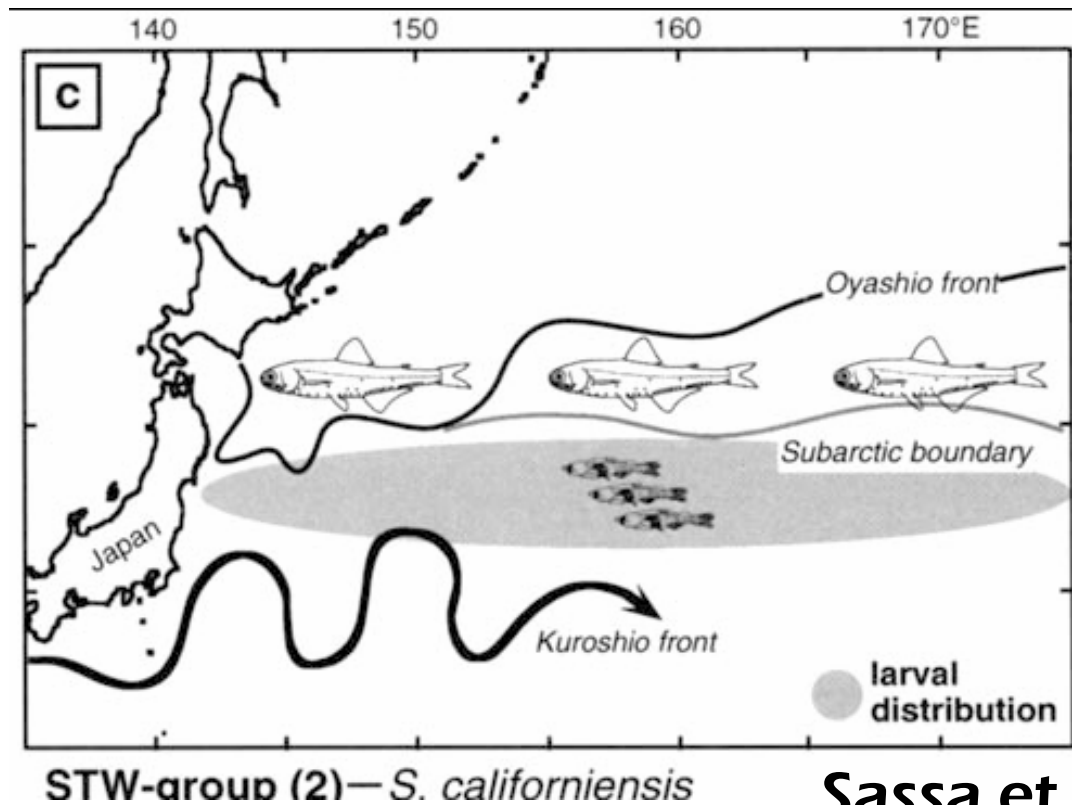 140 150 160 170°E
C
Oyashio front
Subarctic boundary
Japan
Kuroshio front
larval
distribution
STW-group (2)—S. californiensis
Sassa et